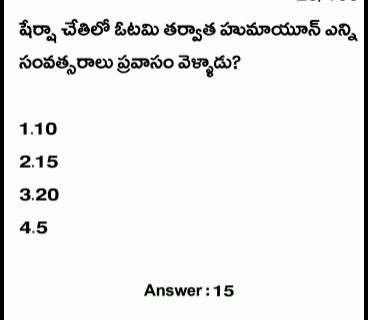 షేర్షా చేతిలో ఓటమి తర్వాత హుమాయూన్ ఎన్ని
సంవత్సరాలు ప్రవాసం వెళ్ళాడు?
1.10
2.15
3.20
4.5
Answer : 15